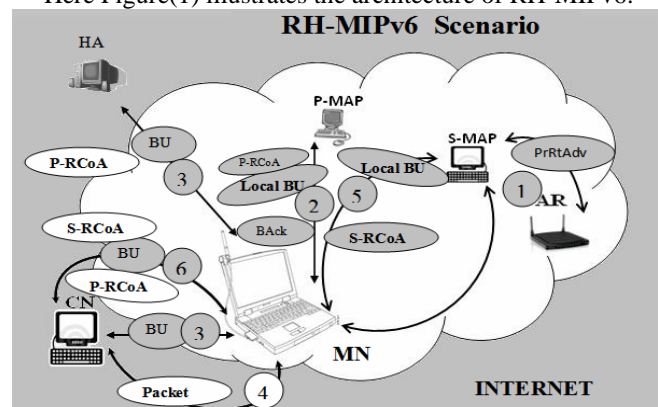 Here Figure(1) illustrates the architecture of RH-MIPv6.
RH-MIPv6 Scenario
HA
P-MAP
S-MAP
BU
P-RCoA
P-RCoA
Local BU
Local BU
PrRtAdv
3
2
5
1
AR
S-RCoA
BAck
S-RCoA
BU
6
P-RCoA
CN
BU
3
MN
Packet
4
INTERNET